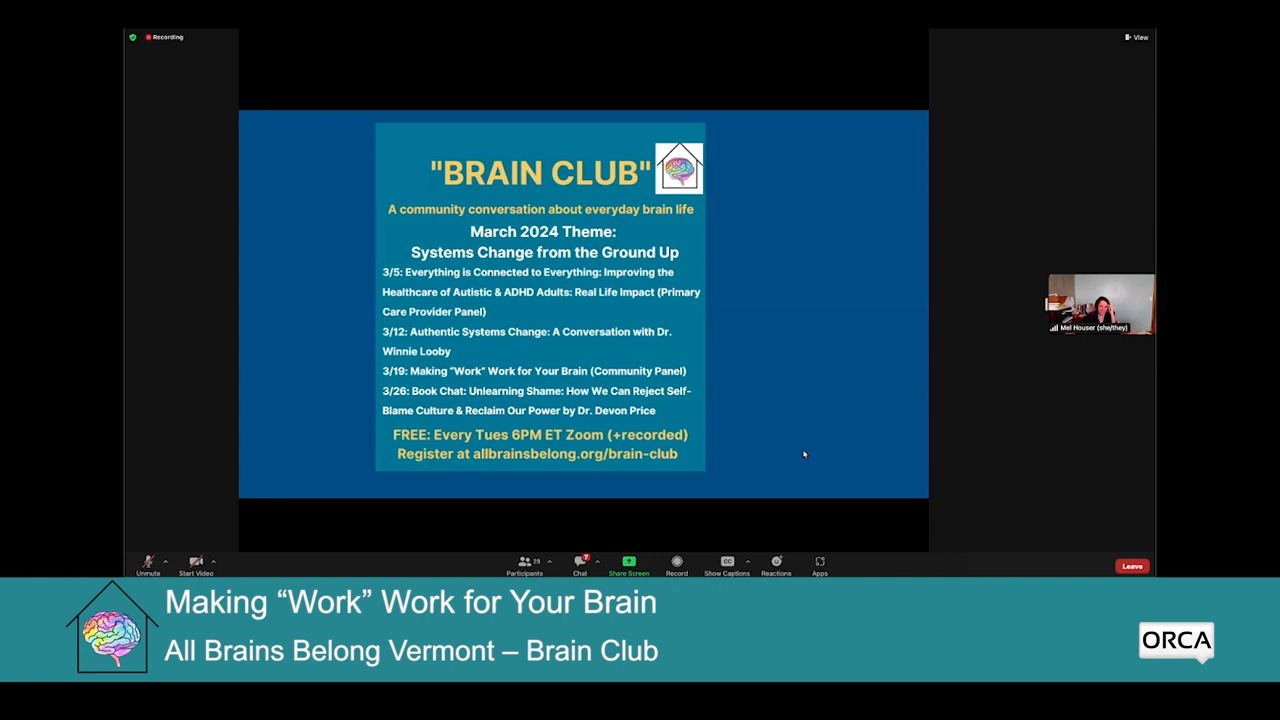 Recording
View
"BRAIN CLUB"
A community conversation about everyday brain life
March 2024 Theme:
Systems Change from the Ground Up
3/5: Everything is Connected to Everything: Improving the
Healthcare of Autistic & ADHD Adults: Real Life Impact (Primary
Care Provider Panel)
3/12: Authentic Systems Change: A Conversation with Dr.
Winnie Looby
3/19: Making “Work” Work for Your Brain (Community Panel)
3/26: Book Chat: Unlearning Shame: How We Can Reject Self-
Blame Culture & Reclaim Our Power by Dr. Devon Price
FREE: Every Tues 6PM ET Zoom (+recorded)
Register at allbrainsbelong.org/brain-club
Mel Houser (she/they)
29
7
Unmute
Start Video
Participants
Chat
Share Screen
Record
Show Captions
Reactions
Apps
Leave
Making “Work” Work for Your Brain
All Brains Belong Vermont – Brain Club
ORCA